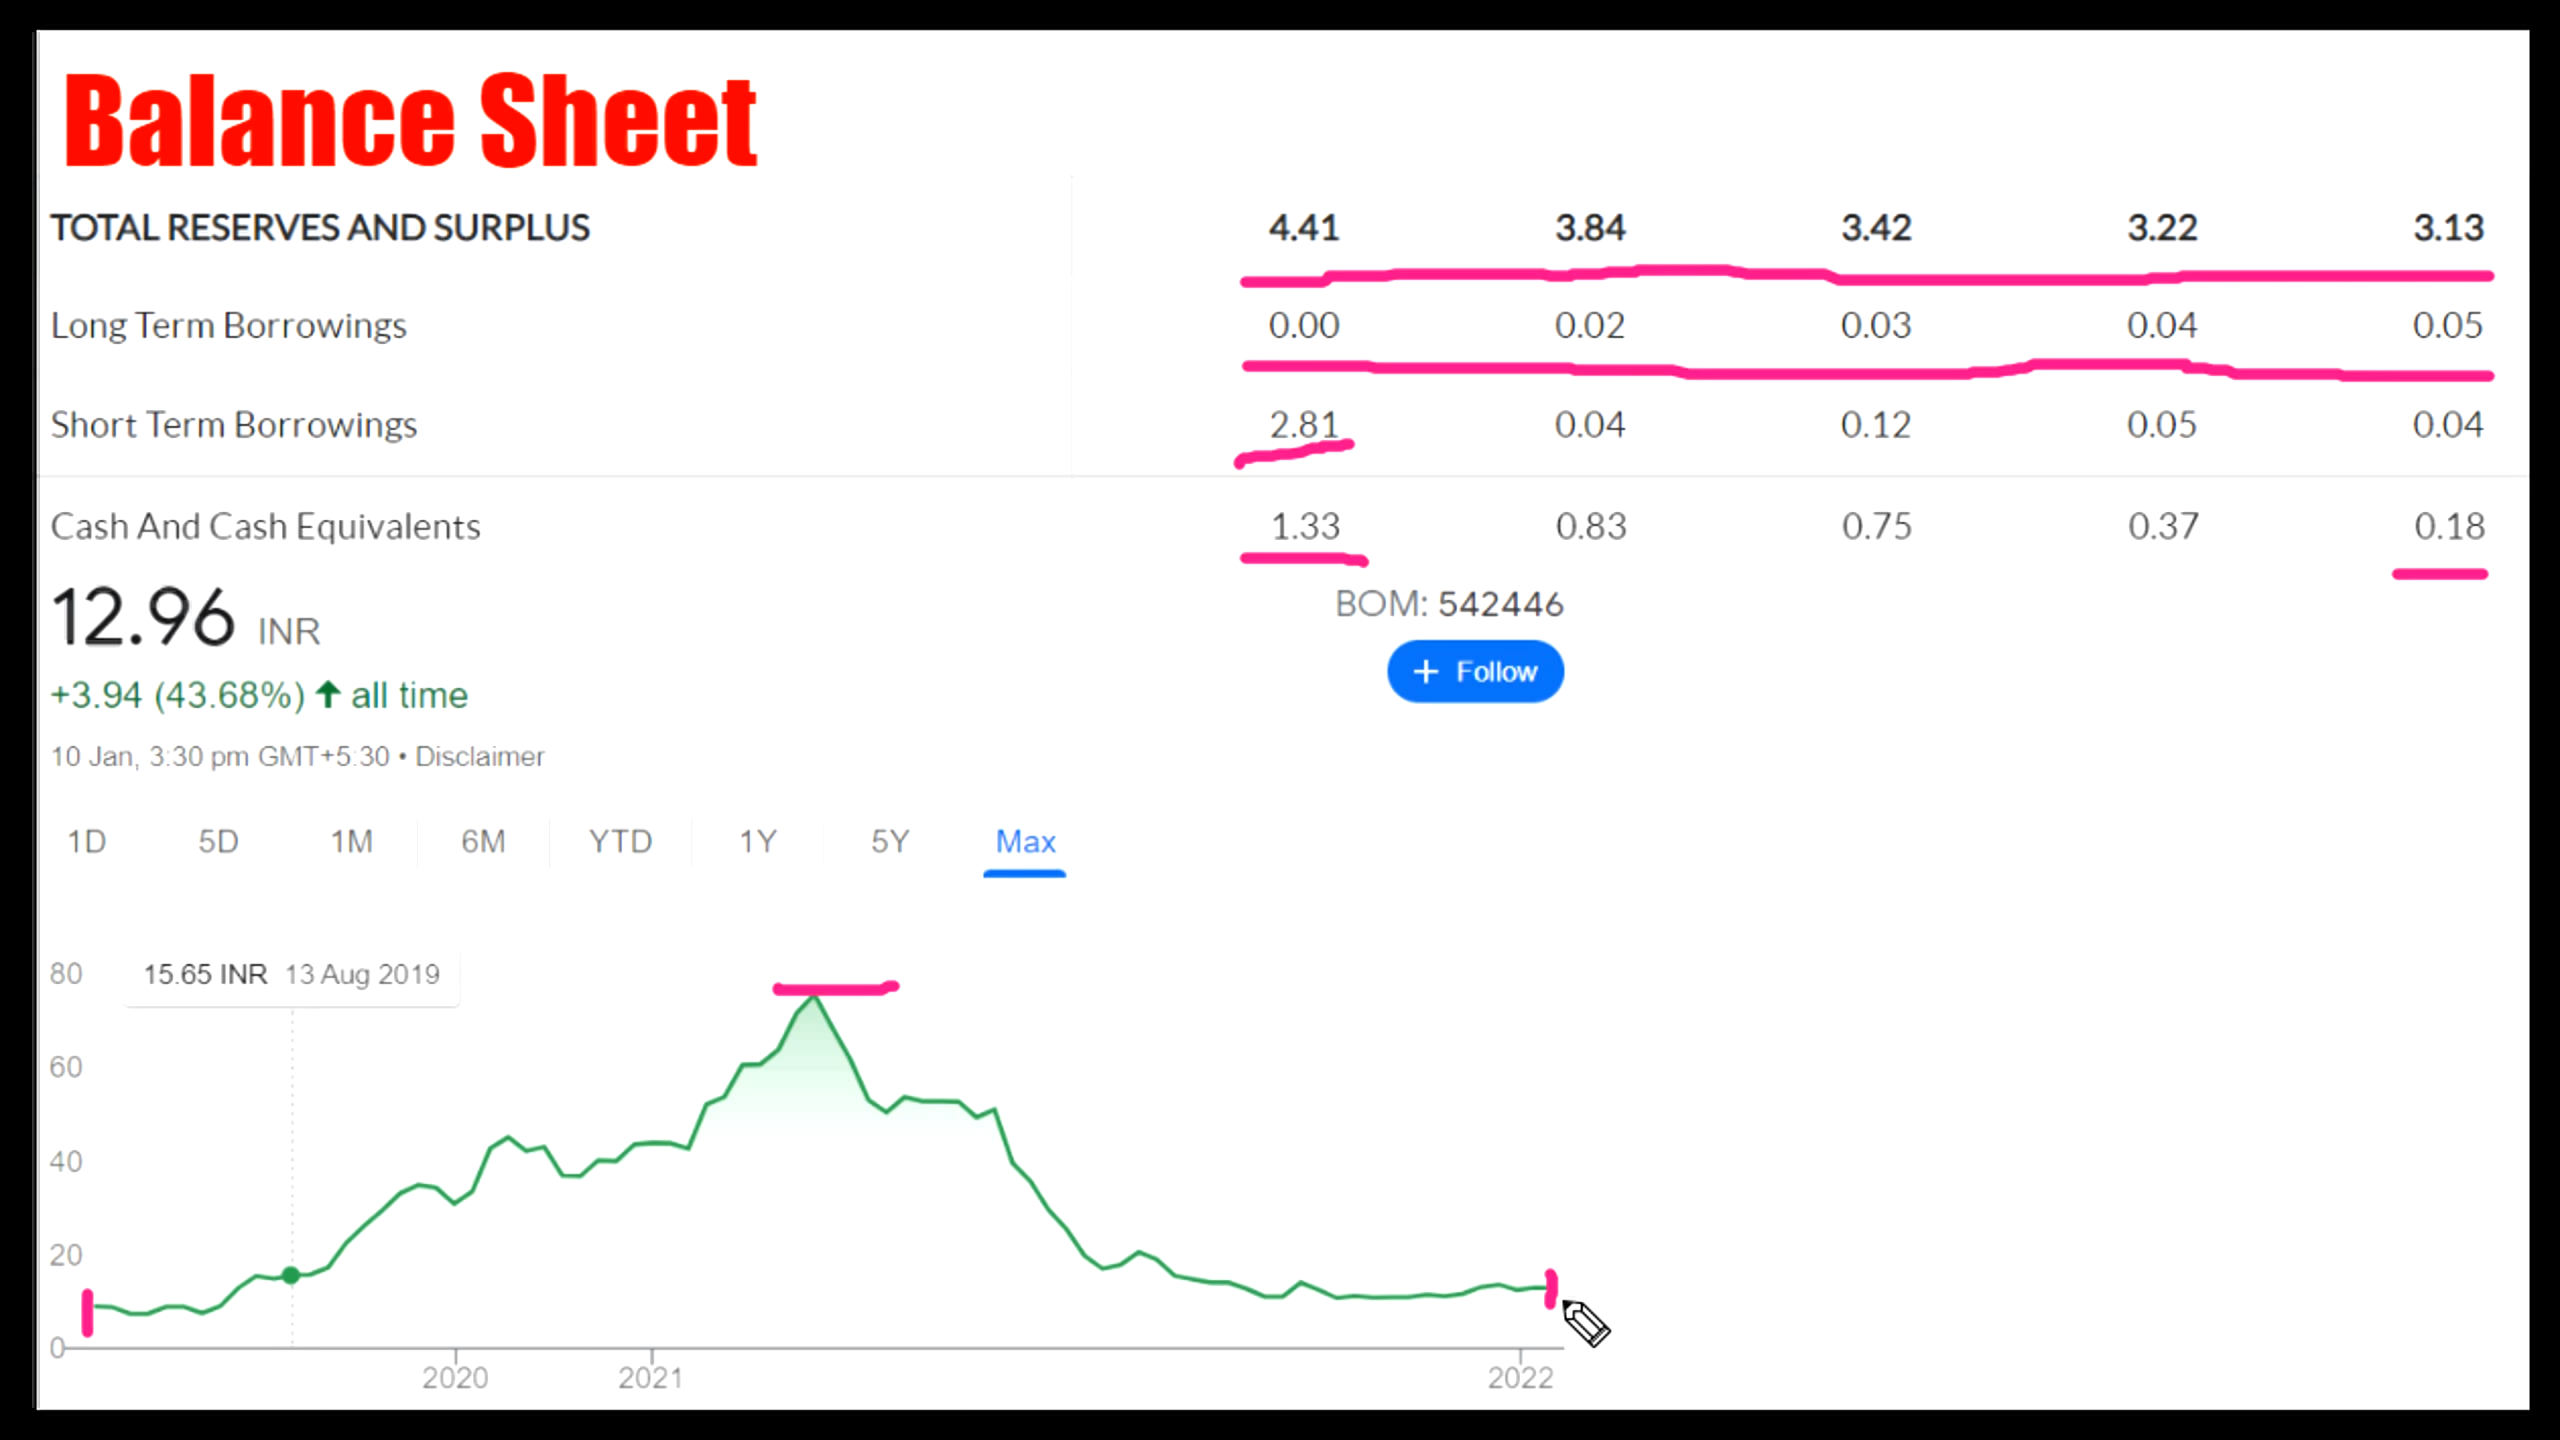 Balance Sheet
TOTAL RESERVES AND SURPLUS 4.41 3.84 3.42 3.22 3.13
Long Term Borrowings 0.00 0.02 0.03 0.04 0.05
Short Term Borrowings 2.81 0.04 0.12 0.05 0.04
Cash And Cash Equivalents 1.33 0.83 0.75 0.37 0.18
12.96 INR
BOM: 542446
+ Follow
+3.94 (43.68%) ↑ all time
10 Jan, 3:30 pm GMT+5:30 • Disclaimer
1D 5D 1M 6M YTD 1Y 5Y Max
80
15.65 INR 13 Aug 2019
60
40
20
0
2020 2021 2022